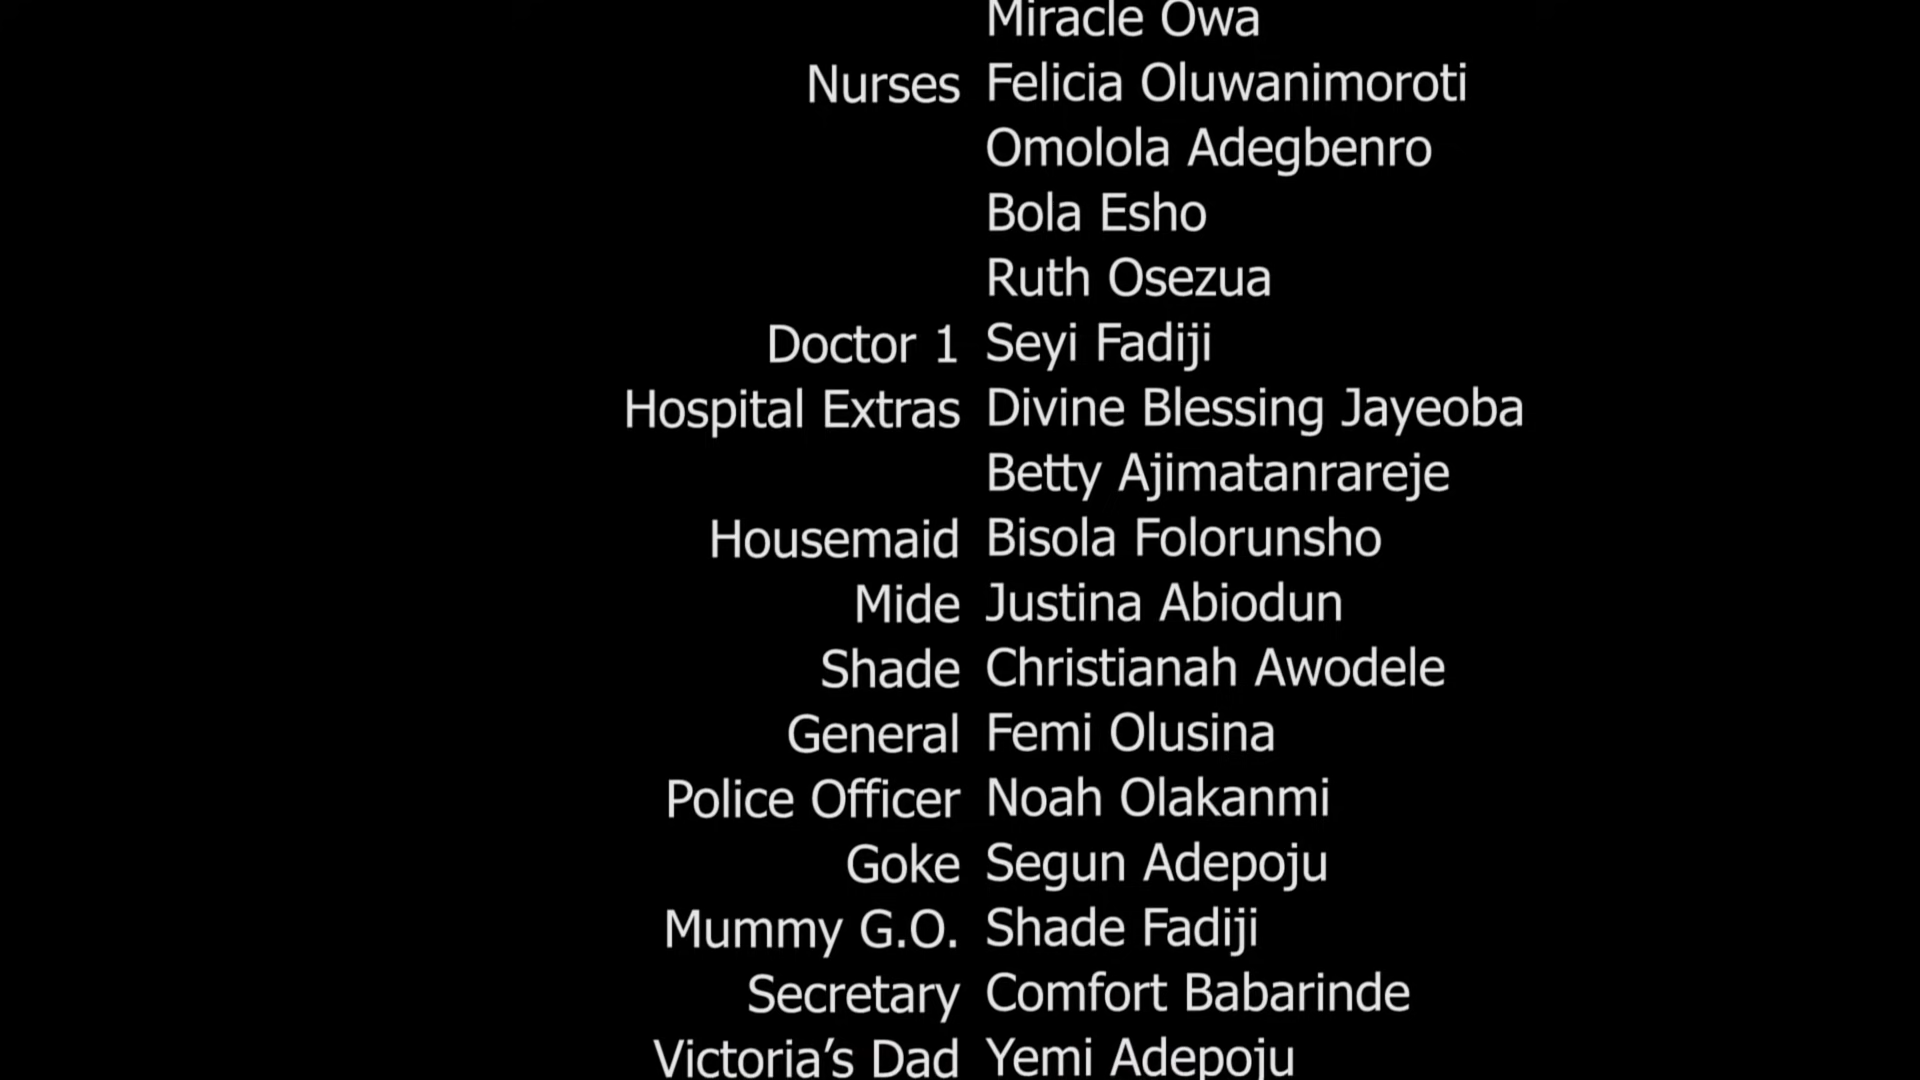 Miracle Owa
Nurses Felicia Oluwanimoroti
Omolola Adegbenro
Bola Esho
Ruth Osezua
Doctor 1 Seyi Fadiji
Hospital Extras Divine Blessing Jayeoba
Betty Ajimatanrareje
Housemaid Bisola Folorunsho
Mide Justina Abiodun
Shade Christianah Awodele
General Femi Olusina
Police Officer Noah Olakanmi
Goke Segun Adepoju
Mummy G.O. Shade Fadiji
Secretary Comfort Babarinde
Victoria’s Dad Yemi Adepoju